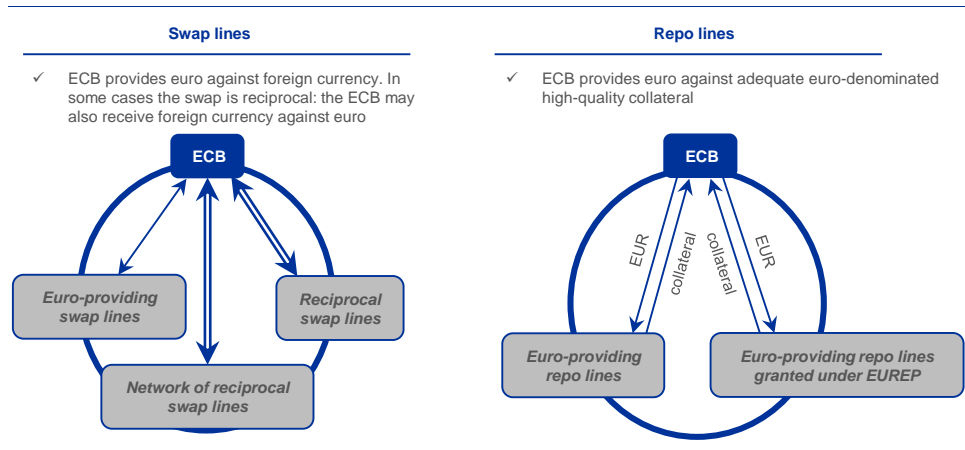 Swap lines
✓ ECB provides euro against foreign currency. In
some cases the swap is reciprocal: the ECB may
also receive foreign currency against euro
ECB
Euro-providing
swap lines
Reciprocal
swap lines
Network of reciprocal
swap lines
Repo lines
✓ ECB provides euro against adequate euro-denominated
high-quality collateral
ECB
EUR
collateral
collateral
EUR
Euro-providing
repo lines
Euro-providing repo lines
granted under EUREP